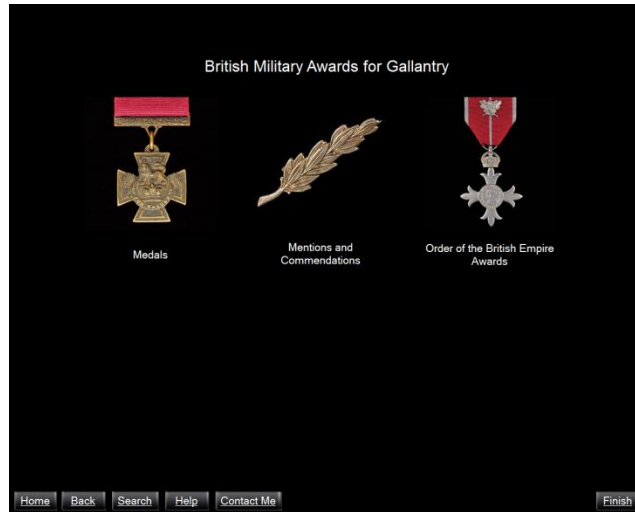 British Military Awards for Gallantry
Medals
Mentions and
Commendations
Order of the British Empire
Awards
Home Back Search Help Contact Me Finish